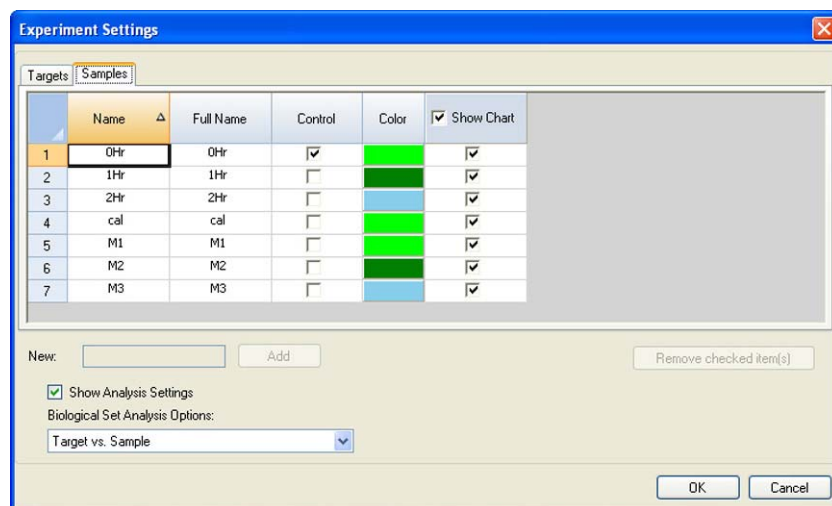 Experiment Settings
Targets Samples
Name Full Name Control Color Show Chart
1 0Hr 0Hr
2 1Hr 1Hr
3 2Hr 2Hr
4 cal cal
5 M1 M1
6 M2 M2
7 M3 M3
New: Add Remove checked item(s)
Show Analysis Settings
Biological Set Analysis Options:
Target vs. Sample
OK Cancel